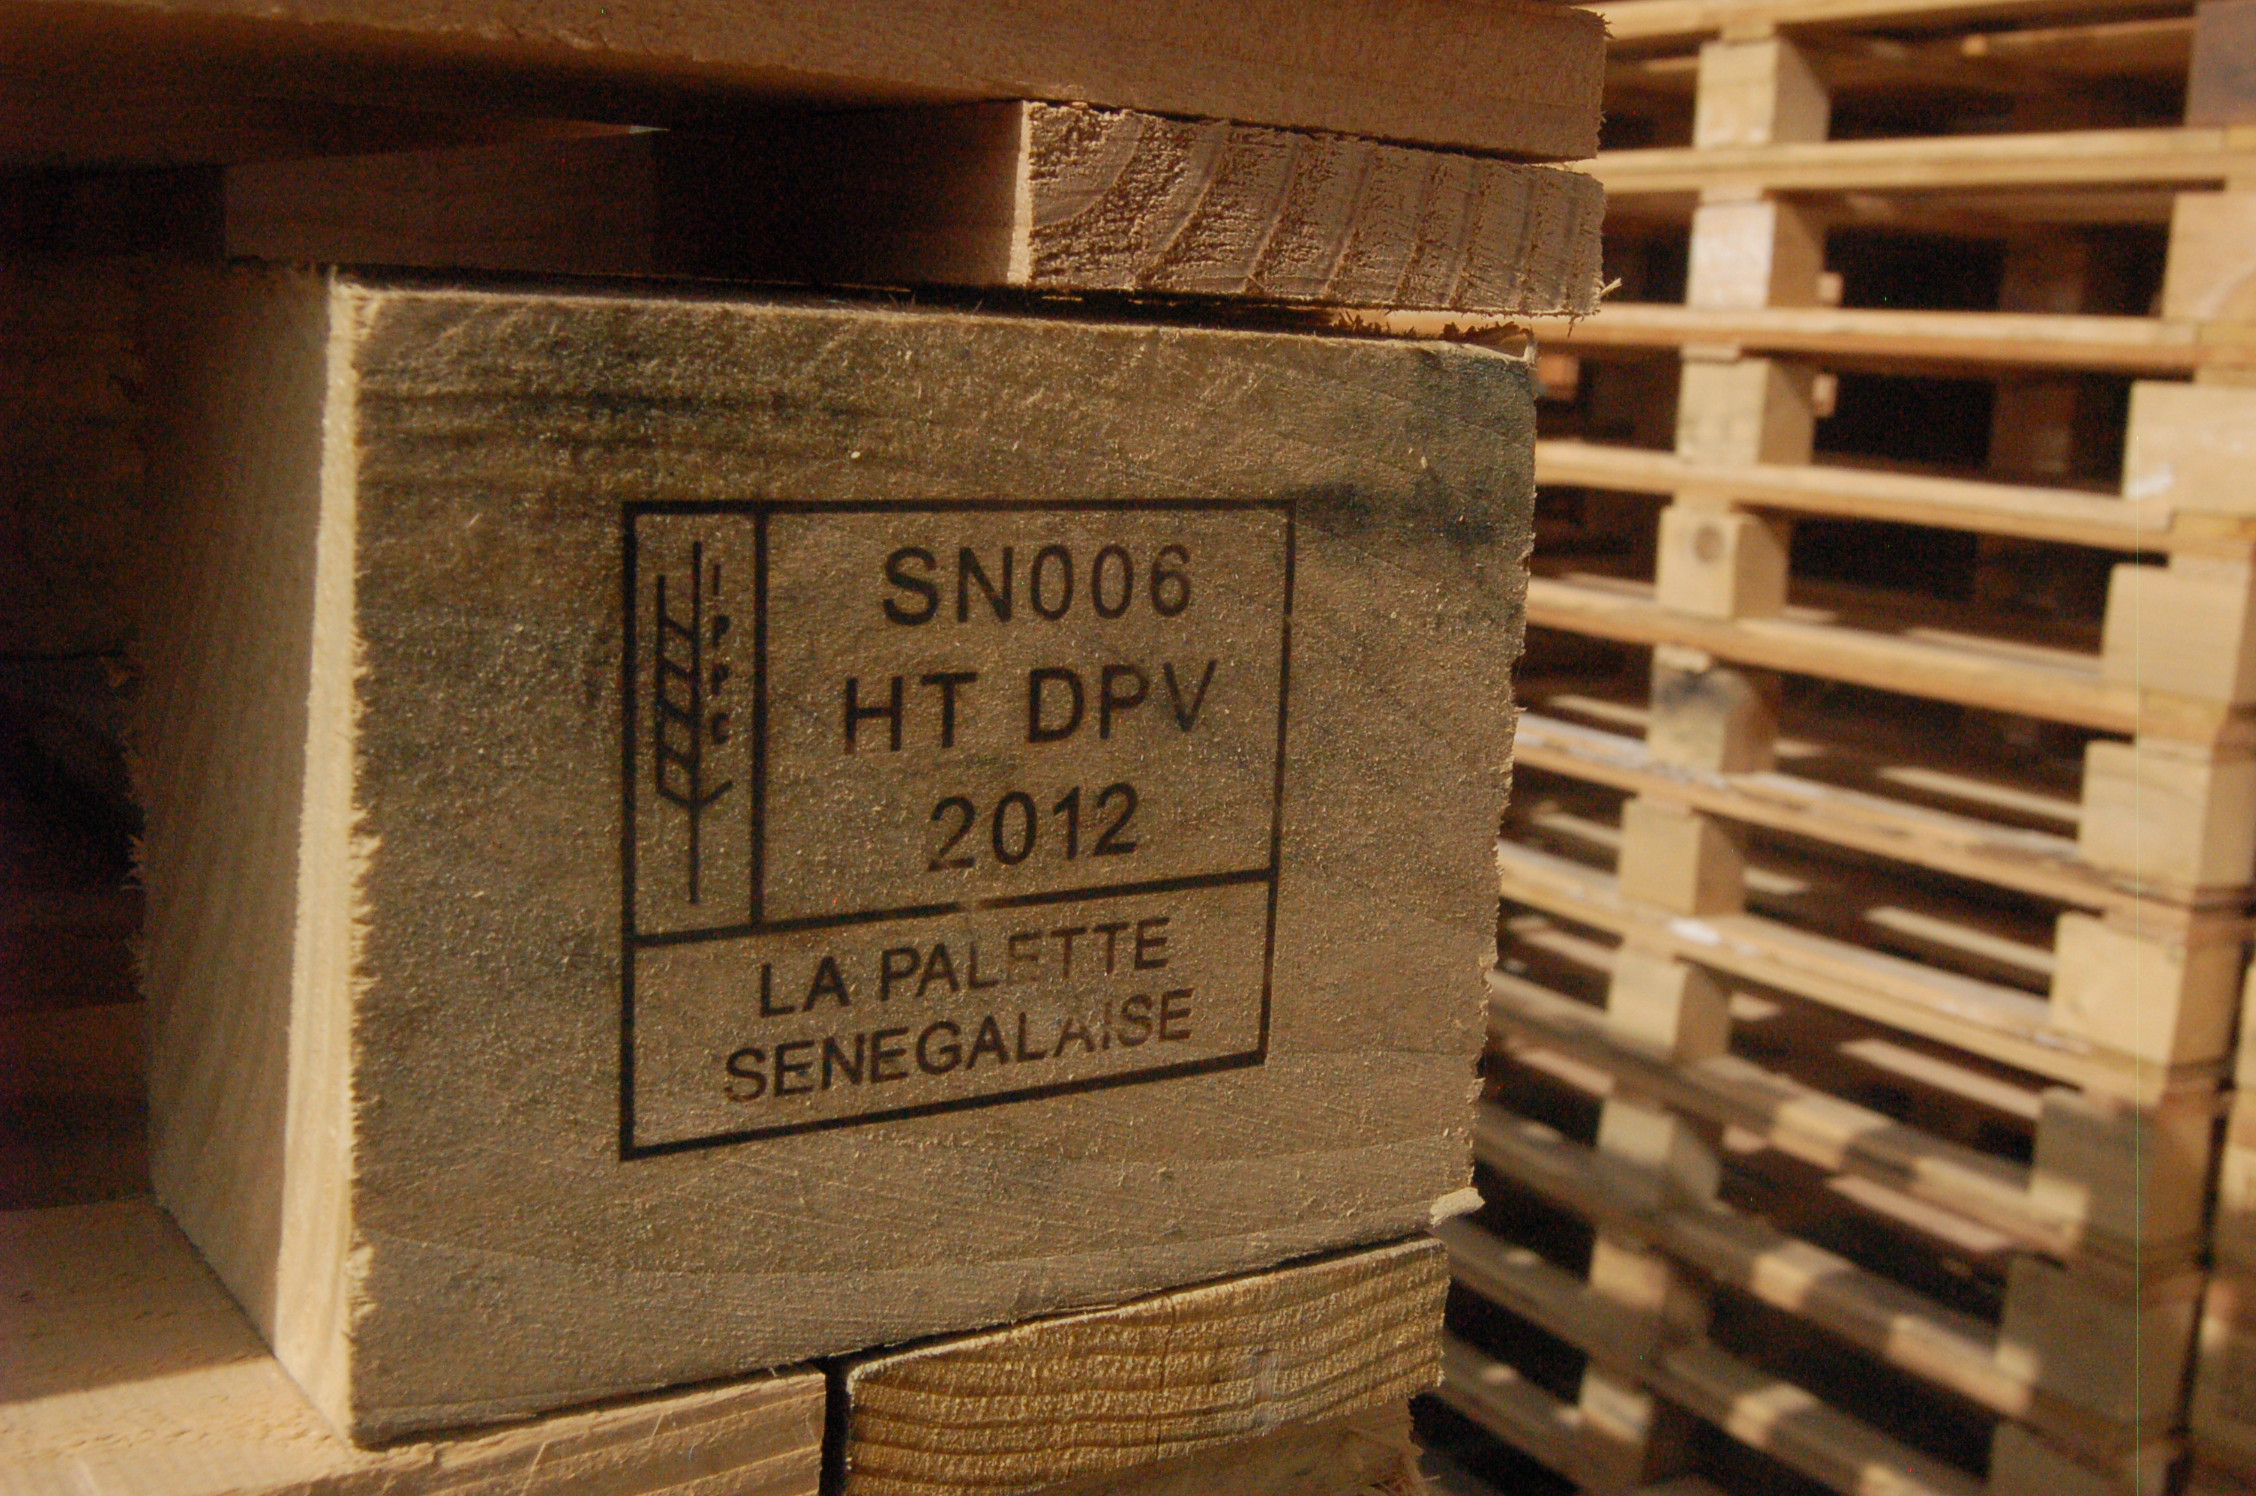 IPPC
SN006
HT DPV
2012
LA PALETTE
SENEGALAISE